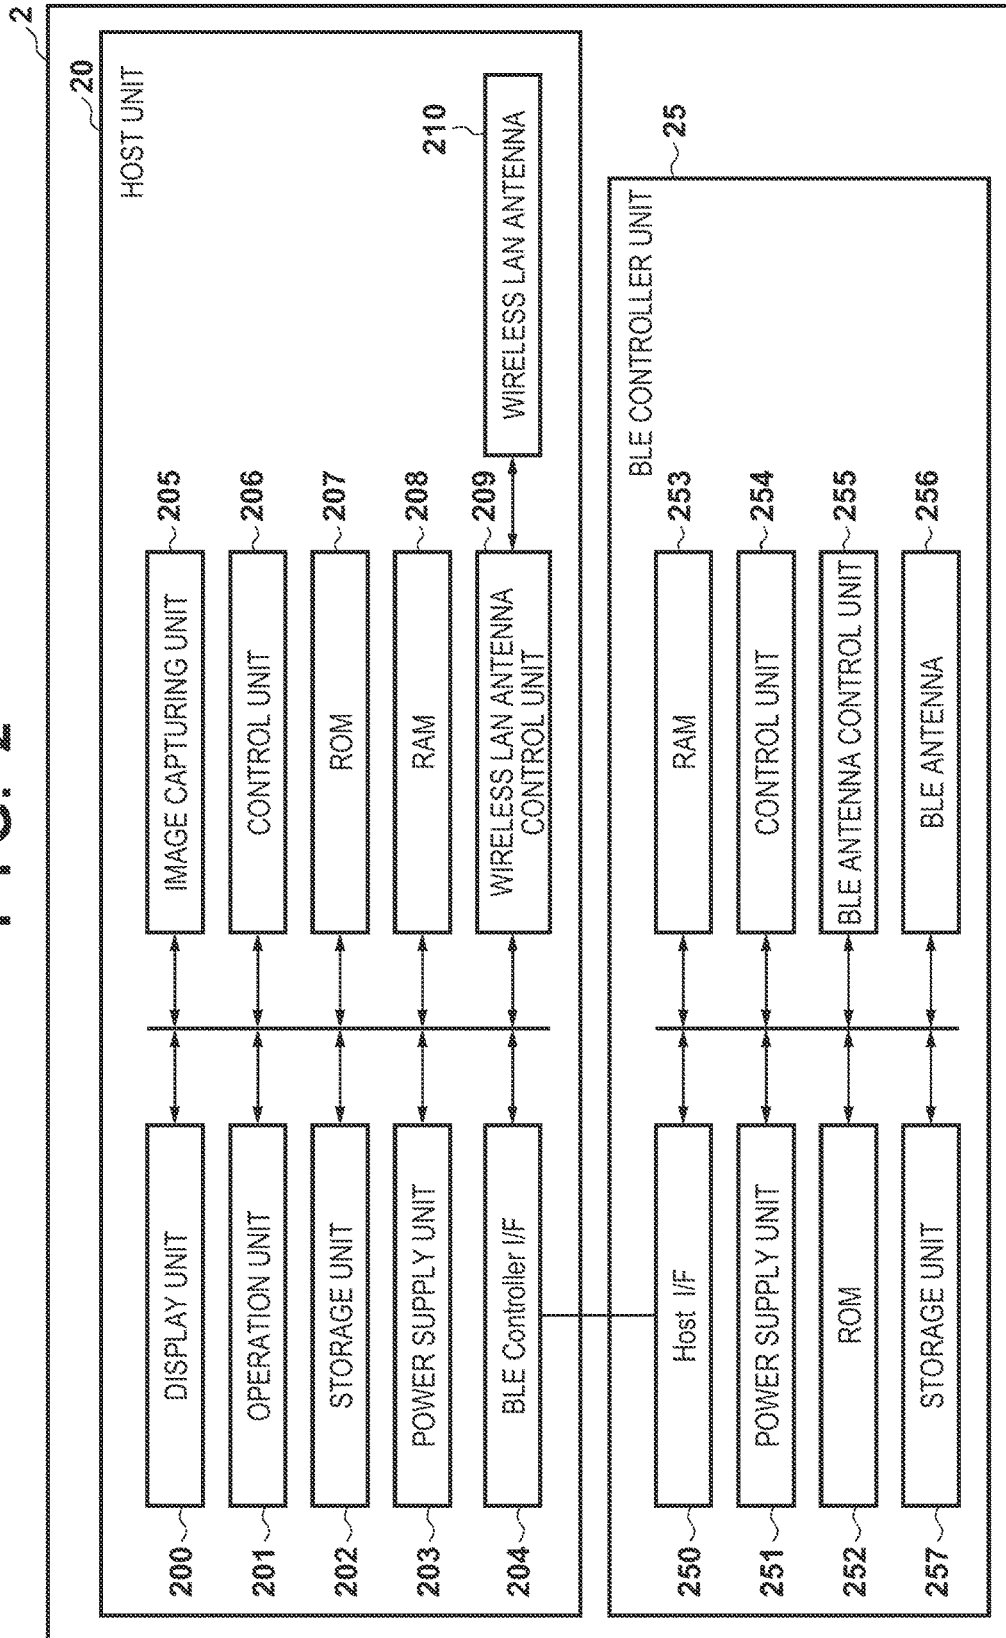 2
20
HOST UNIT
200
DISPLAY UNIT
IMAGE CAPTURING UNIT
205
201
OPERATION UNIT
CONTROL UNIT
206
202
STORAGE UNIT
ROM
207
203
POWER SUPPLY UNIT
RAM
208
204
BLE Controller I/F
WIRELESS LAN ANTENNA
CONTROL UNIT
209
WIRELESS LAN ANTENNA
210
25
BLE CONTROLLER UNIT
250
Host I/F
RAM
253
251
POWER SUPPLY UNIT
CONTROL UNIT
254
252
ROM
BLE ANTENNA CONTROL UNIT
255
257
STORAGE UNIT
BLE ANTENNA
256